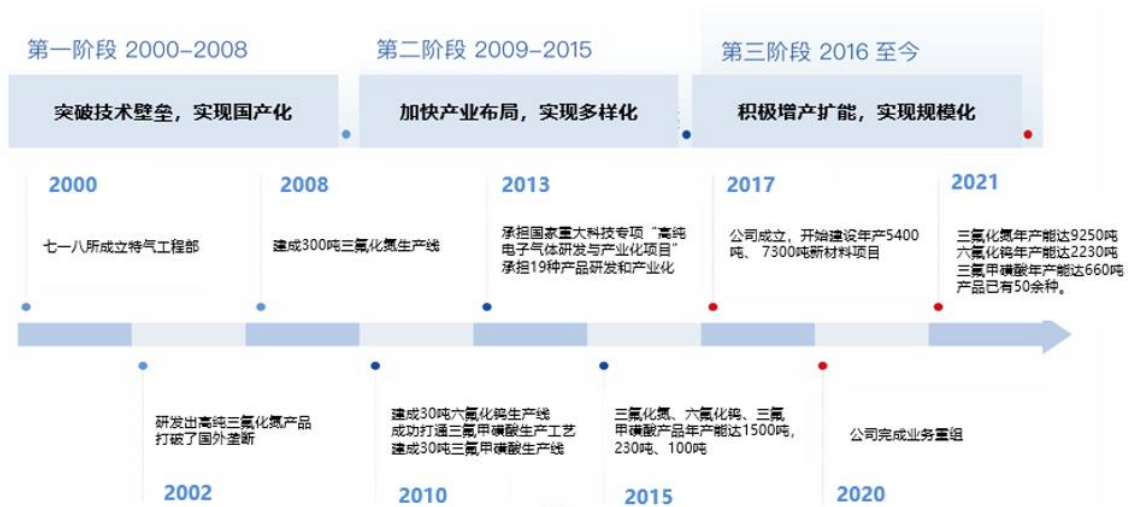 第一阶段 2000-2008
第二阶段 2009-2015
第三阶段 2016 至今
突破技术壁垒，实现国产化
加快产业布局，实现多样化
积极增产扩能，实现规模化
2000
七一八所成立特气工程部
2008
建成300吨三氟化氮生产线
2013
承担国家重大科技专项“高纯
电子气体研发与产业化项目”
承担19种产品研发和产业化
2017
公司成立，开始建设年产5400
吨、 7300吨新材料项目
2021
三氟化氮年产能达9250吨
六氟化钨年产能达2230吨
三氟甲磺酸年产能达660吨
产品已有50余种。
研发出高纯三氟化氮产品
打破了国外垄断
2002
建成30吨六氟化钨生产线
成功打通三氟甲磺酸生产工艺
建成30吨三氟甲磺酸生产线
2010
三氟化氮、六氟化钨、三氟
甲磺酸产品年产能达1500吨，
230吨、100吨
2015
公司完成业务重组
2020